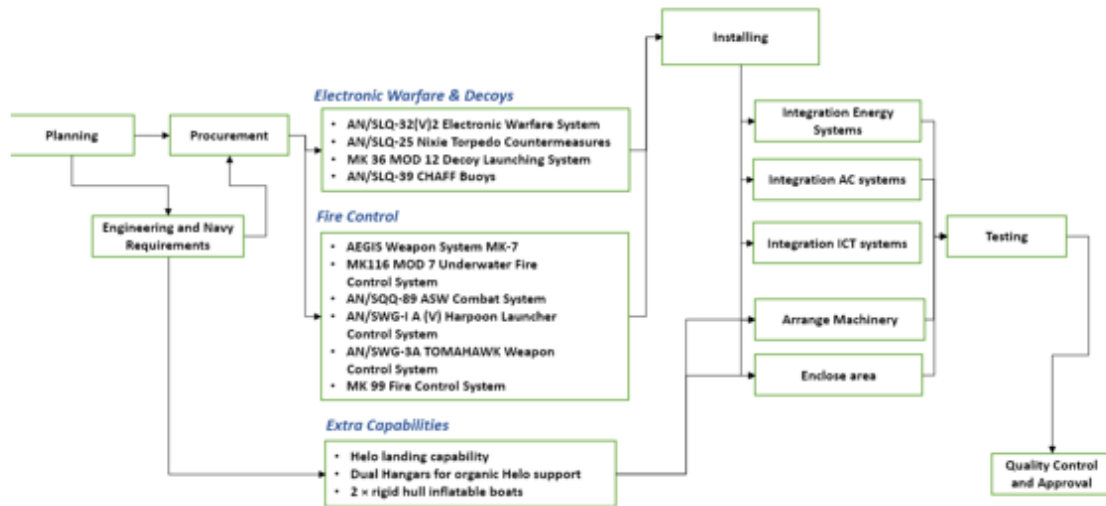 Installing
Electronic Warfare & Decoys
Planning
Procurement
• AN/SLQ-32(V)2 Electronic Warfare System
• AN/SLQ-25 Nixie Torpedo Countermeasures
• MK 36 MOD 12 Decoy Launching System
• AN/SLQ-39 CHAFF Buoys
Engineering and Navy
Requirements
Fire Control
• AEGIS Weapon System MK-7
• MK116 MOD 7 Underwater Fire
Control System
• AN/SQQ-89 ASW Combat System
• AN/SWG-I A (V) Harpoon Launcher
Control System
• AN/SWG-3A TOMAHAWK Weapon
Control System
• MK 99 Fire Control System
Extra Capabilities
• Helo landing capability
• Dual Hangars for organic Helo support
• 2 × rigid hull inflatable boats
Integration Energy
Systems
Integration AC systems
Integration ICT systems
Arrange Machinery
Enclose area
Testing
Quality Control
and Approval